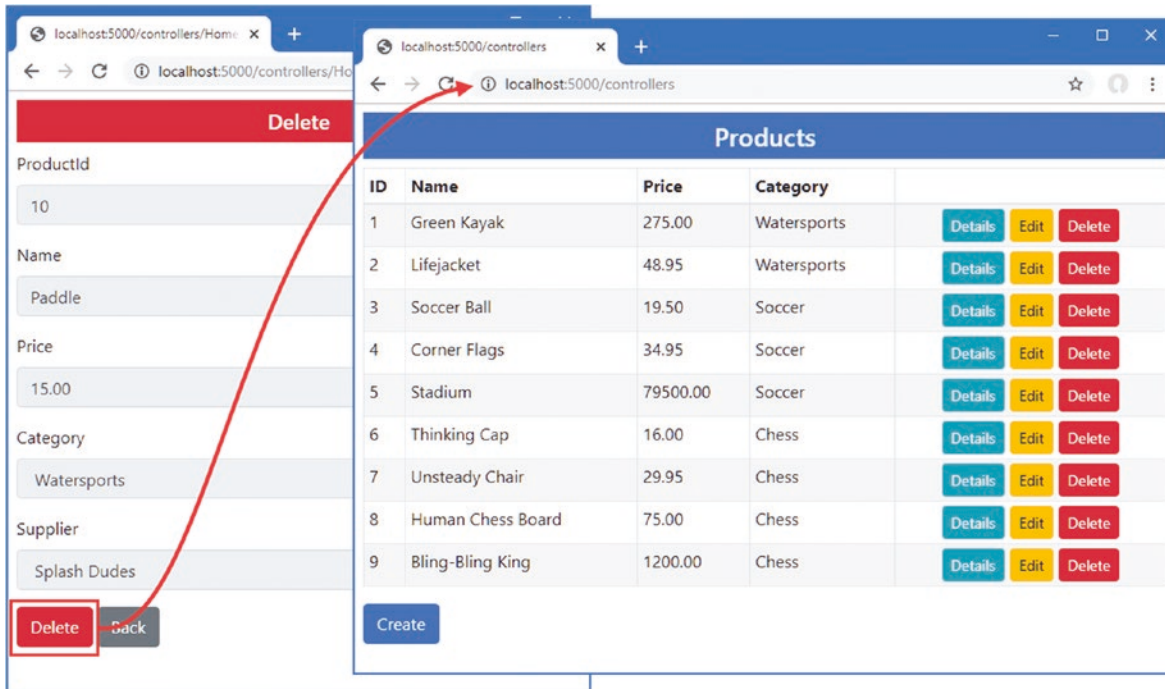 localhost:5000/controllers/Home
localhost:5000/controllers/Ho
Delete
ProductId
10
Name
Paddle
Price
15.00
Category
Watersports
Supplier
Splash Dudes
Delete Back
localhost:5000/controllers
localhost:5000/controllers
Products
ID Name Price Category
1 Green Kayak 275.00 Watersports Details Edit Delete
2 Lifejacket 48.95 Watersports Details Edit Delete
3 Soccer Ball 19.50 Soccer Details Edit Delete
4 Corner Flags 34.95 Soccer Details Edit Delete
5 Stadium 79500.00 Soccer Details Edit Delete
6 Thinking Cap 16.00 Chess Details Edit Delete
7 Unsteady Chair 29.95 Chess Details Edit Delete
8 Human Chess Board 75.00 Chess Details Edit Delete
9 Bling-Bling King 1200.00 Chess Details Edit Delete
Create